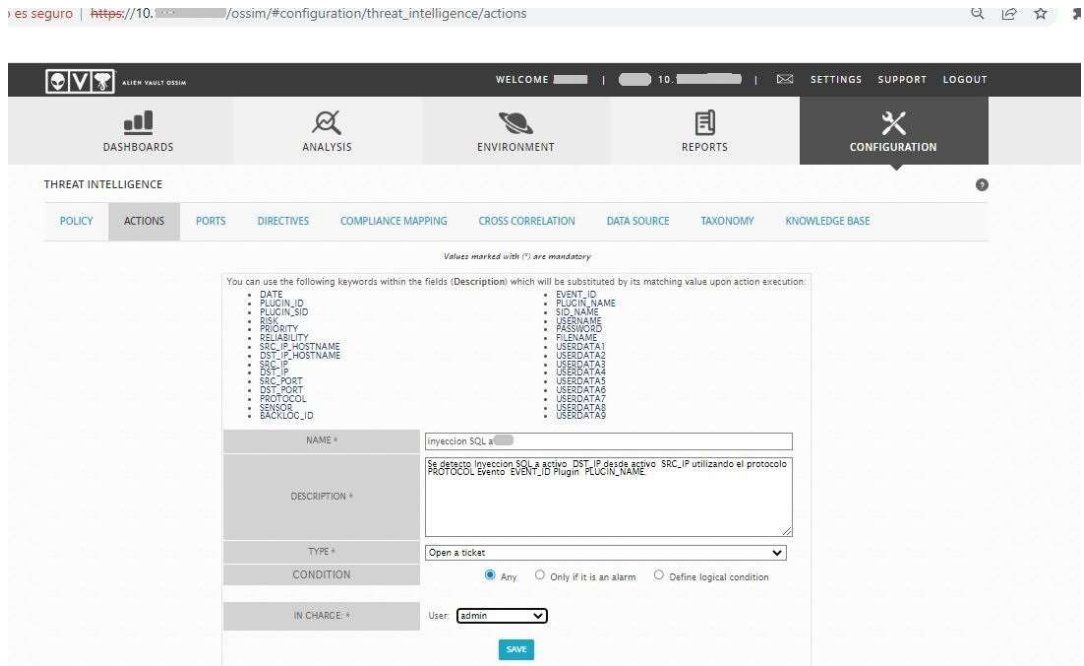 o es seguro | https://10. /ossim/#configuration/threat_intelligence/actions
ALIEN VAULT OSSIM
WELCOME | 10. | SETTINGS SUPPORT LOGOUT
DASHBOARDS
ANALYSIS
ENVIRONMENT
REPORTS
CONFIGURATION
THREAT INTELLIGENCE
POLICY ACTIONS PORTS DIRECTIVES COMPLIANCE MAPPING CROSS CORRELATION DATA SOURCE TAXONOMY KNOWLEDGE BASE
Values marked with (*) are mandatory
You can use the following keywords within the fields (Description) which will be substituted by its matching value upon action execution:
DATE
PLUGIN_ID
PLUGIN_SID
RISK
PRIORITY
RELIABILITY
SRC_IP_HOSTNAME
DST_IP_HOSTNAME
SRC_IP
DST_IP
SRC_PORT
DST_PORT
PROTOCOL
SENSOR
BACKLOG_ID
EVENT_ID
PLUGIN_NAME
SID_NAME
USERNAME
PASSWORD
FILENAME
USERDATA1
USERDATA2
USERDATA3
USERDATA4
USERDATA5
USERDATA6
USERDATA7
USERDATA8
USERDATA9
NAME * inyeccion SQL a
DESCRIPTION *
Se detecto Inyeccion SQL a activo DST_IP desde activo SRC_IP utilizando el protocolo
PROTOCOL Evento EVENT_ID Plugin PLUGIN_NAME.
TYPE * Open a ticket
CONDITION Any Only if it is an alarm Define logical condition
IN CHARGE: * User: admin
SAVE